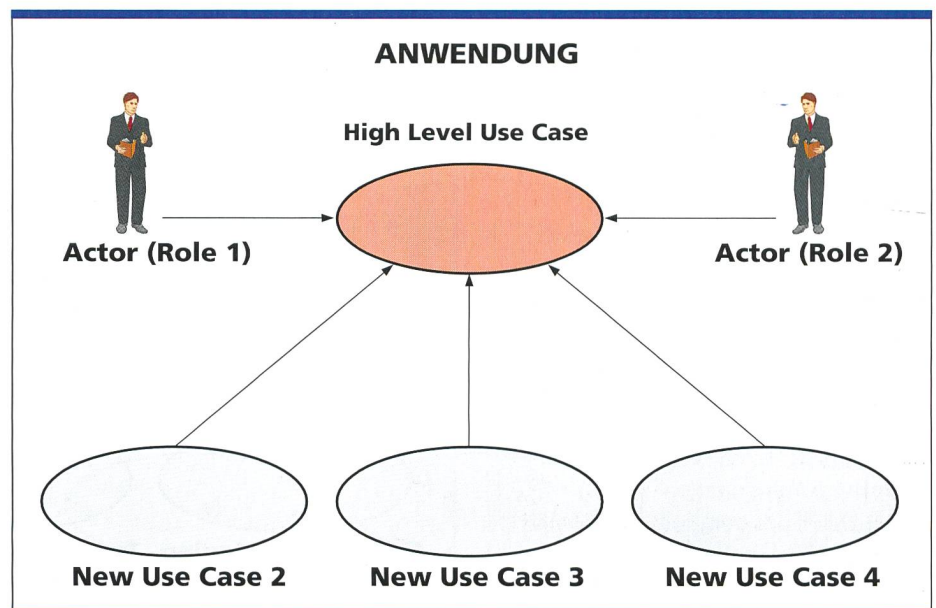 ANWENDUNG
High Level Use Case
Actor (Role 1)
Actor (Role 2)
New Use Case 2
New Use Case 3
New Use Case 4